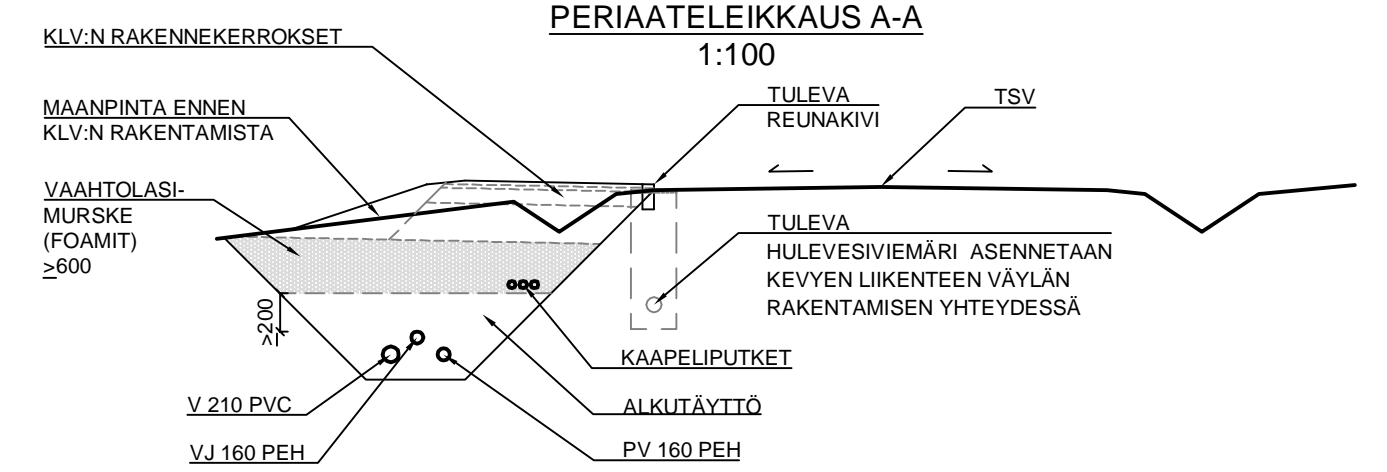 PERIAATELEIKKAUS A-A
1:100
KLV:N RAKENNEKERROKSET
MAANPINTA ENNEN
KLV:N RAKENTAMISTA
VAAHTOLASI-
MURSKE
(FOAMIT)
≥600
≥200
TULEVA
REUNAKIVI
TSV
TULEVA
HULEVESIVIEMÄRI ASENNETAAN
KEVYEN LIIKENTEEN VÄYLÄN
RAKENTAMISEN YHTEYDESSÄ
KAAPELIPUTKET
V 210 PVC
ALKUTÄYTTÖ
VJ 160 PEH
PV 160 PEH